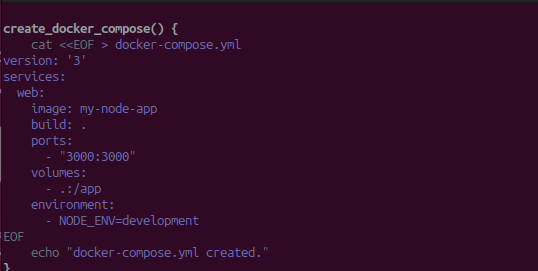 create_docker_compose() {
    cat <<EOF > docker-compose.yml
version: '3'
services:
  web:
    image: my-node-app
    build: .
    ports:
      - "3000:3000"
    volumes:
      - .:/app
    environment:
      - NODE_ENV=development
EOF
    echo "docker-compose.yml created."
}